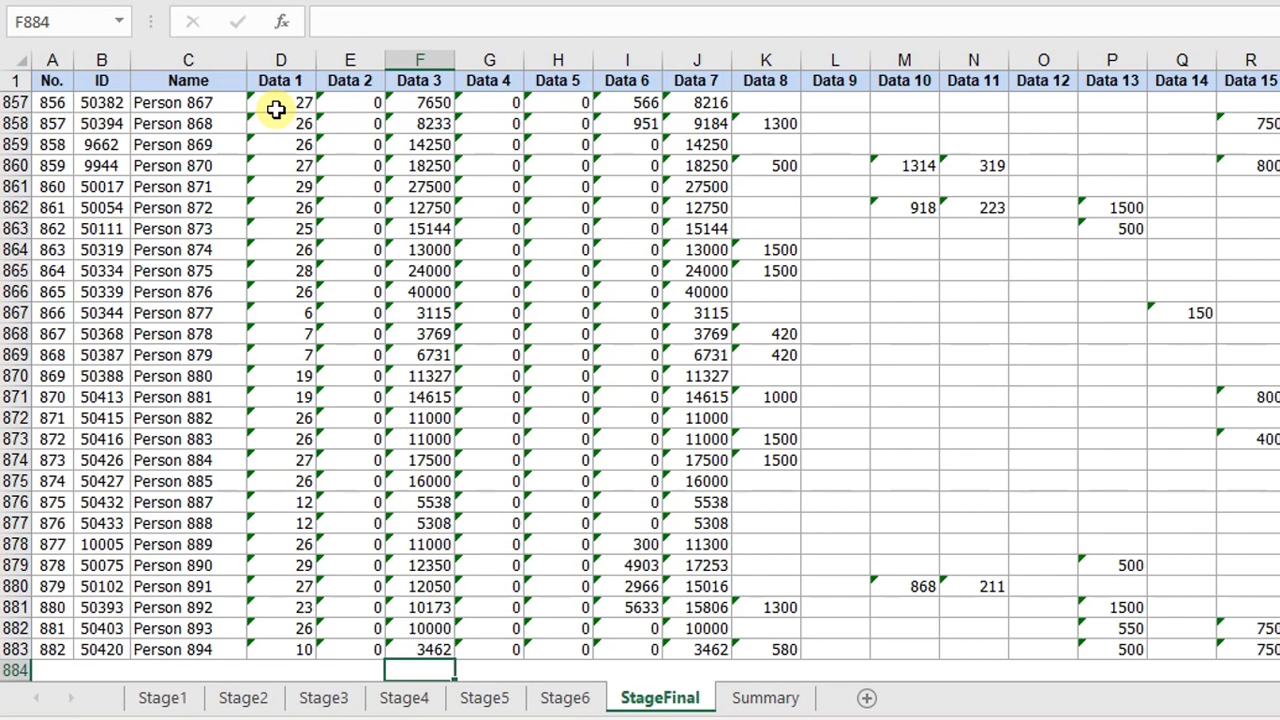 F884
fx
A B C D E F G H I J K L M N O P Q R
1 No. ID Name Data 1 Data 2 Data 3 Data 4 Data 5 Data 6 Data 7 Data 8 Data 9 Data 10 Data 11 Data 12 Data 13 Data 14 Data 15
857 856 50382 Person 867 27 0 7650 0 0 566 8216
858 857 50394 Person 868 26 0 8233 0 0 951 9184 1300 750
859 858 9662 Person 869 26 0 14250 0 0 0 14250
860 859 9944 Person 870 27 0 18250 0 0 0 18250 500 1314 319 800
861 860 50017 Person 871 29 0 27500 0 0 0 27500
862 861 50054 Person 872 26 0 12750 0 0 0 12750 918 223 1500
863 862 50111 Person 873 25 0 15144 0 0 0 15144 500
864 863 50319 Person 874 26 0 13000 0 0 0 13000 1500
865 864 50334 Person 875 28 0 24000 0 0 0 24000 1500
866 865 50339 Person 876 26 0 40000 0 0 0 40000
867 866 50344 Person 877 6 0 3115 0 0 0 3115 150
868 867 50368 Person 878 7 0 3769 0 0 0 3769 420
869 868 50387 Person 879 7 0 6731 0 0 0 6731 420
870 869 50388 Person 880 19 0 11327 0 0 0 11327
871 870 50413 Person 881 19 0 14615 0 0 0 14615 1000 800
872 871 50415 Person 882 26 0 11000 0 0 0 11000
873 872 50416 Person 883 26 0 11000 0 0 0 11000 1500 400
874 873 50426 Person 884 27 0 17500 0 0 0 17500 1500
875 874 50427 Person 885 26 0 16000 0 0 0 16000
876 875 50432 Person 887 12 0 5538 0 0 0 5538
877 876 50433 Person 888 12 0 5308 0 0 0 5308
878 877 10005 Person 889 26 0 11000 0 0 300 11300
879 878 50075 Person 890 29 0 12350 0 0 4903 17253 500
880 879 50102 Person 891 27 0 12050 0 0 2966 15016 868 211
881 880 50393 Person 892 23 0 10173 0 0 5633 15806 1300 1500
882 881 50403 Person 893 26 0 10000 0 0 0 10000 550 750
883 882 50420 Person 894 10 0 3462 0 0 0 3462 580 500 750
884
Stage1 Stage2 Stage3 Stage4 Stage5 Stage6 StageFinal Summary